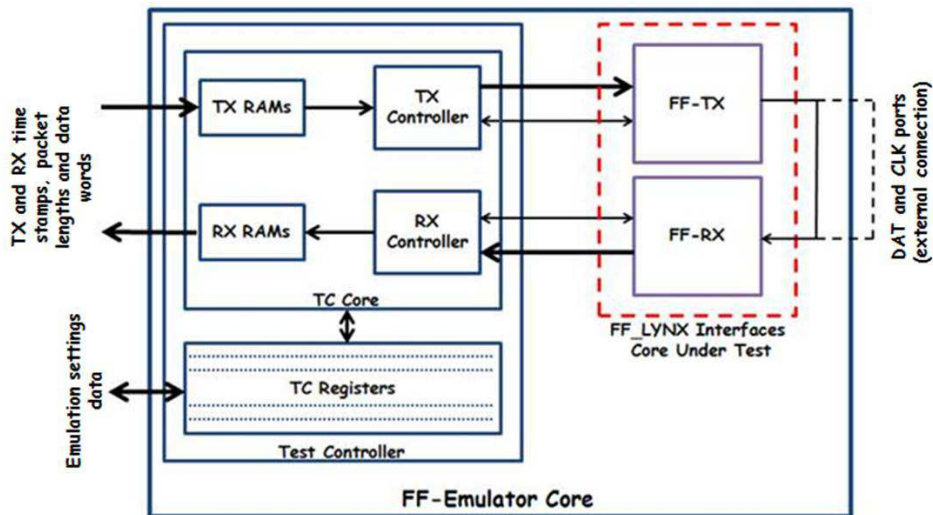 TX and RX time
stamps, packet
lengths and data
words
Emulation settings
data
TX RAMs
TX
Controller
RX RAMs
RX
Controller
TC Core
TC Registers
Test Controller
FF-TX
FF-RX
FF_LYNX Interfaces
Core Under Test
DAT and CLK ports
(external connection)
FF-Emulator Core